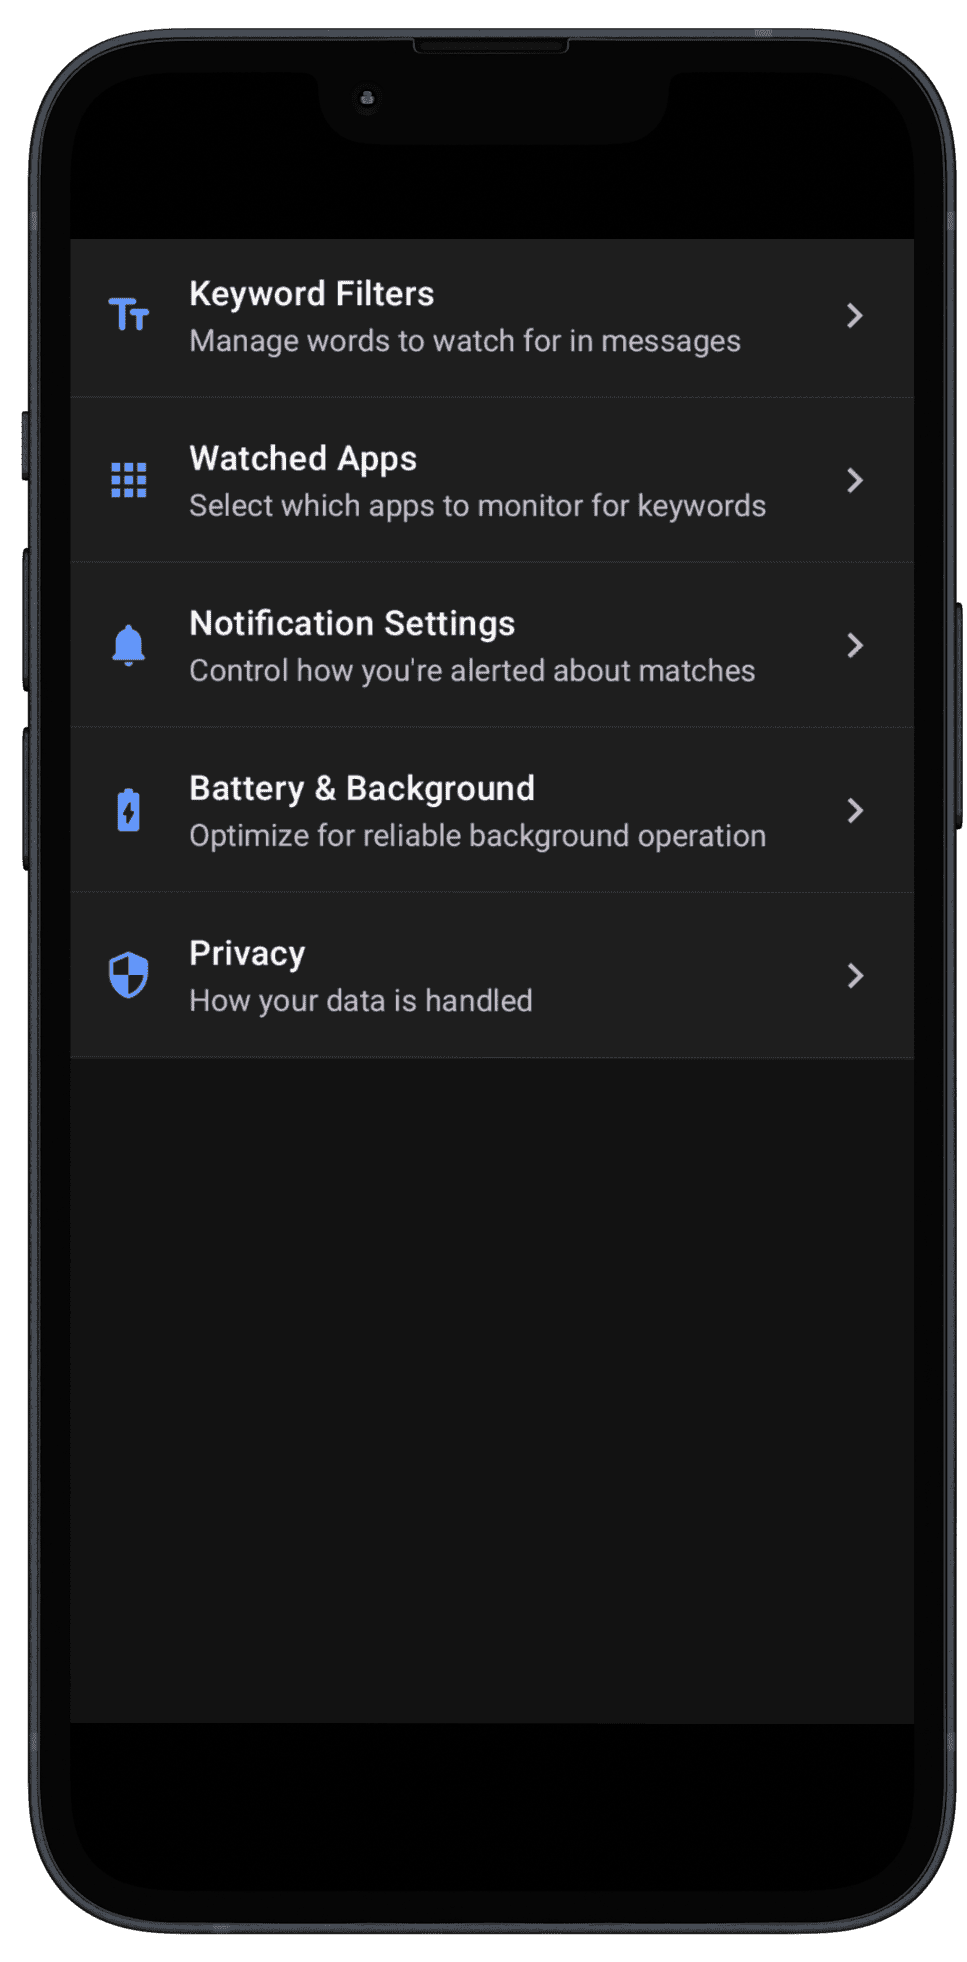 Keyword Filters
Manage words to watch for in messages
Watched Apps
Select which apps to monitor for keywords
Notification Settings
Control how you're alerted about matches
Battery & Background
Optimize for reliable background operation
Privacy
How your data is handled